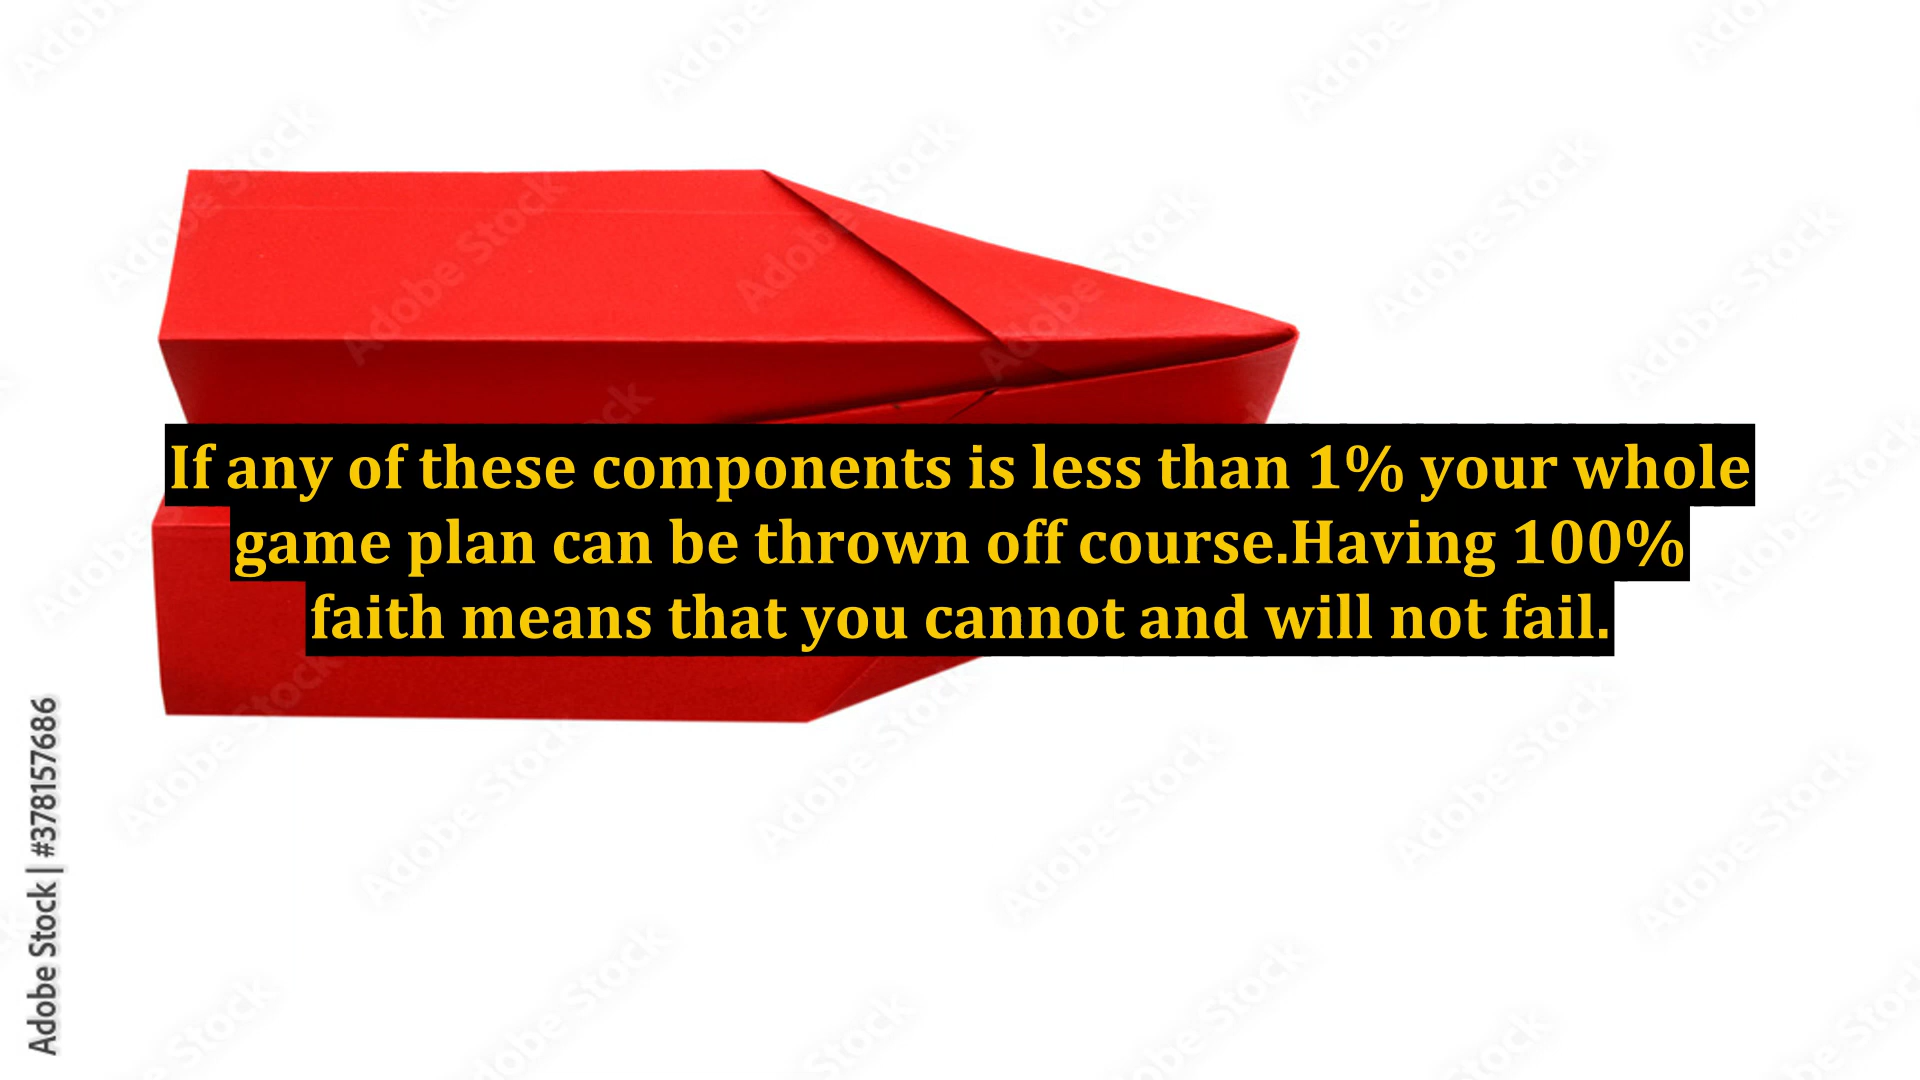 If any of these components is less than 1% your whole
game plan can be thrown off course.Having 100%
faith means that you cannot and will not fail.
Adobe Stock | #378157686